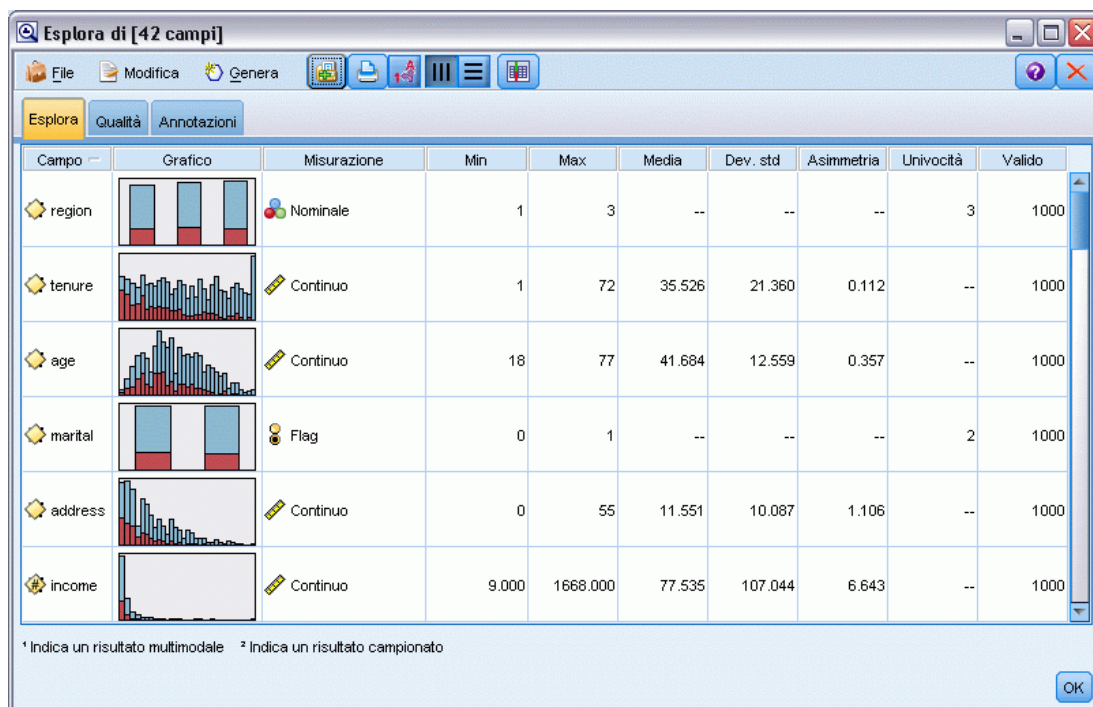 Esplora di [42 campi]
File Modifica Genera
Esplora Qualità Annotazioni
Campo Grafico Misurazione Min Max Media Dev. std Asimmetria Univocità Valido
region Nominale 1 3 -- -- -- 3 1000
tenure Continuo 1 72 35.526 21.360 0.112 -- 1000
age Continuo 18 77 41.684 12.559 0.357 -- 1000
marital Flag 0 1 -- -- -- 2 1000
address Continuo 0 55 11.551 10.087 1.106 -- 1000
income Continuo 9.000 1668.000 77.535 107.044 6.643 -- 1000
¹ Indica un risultato multimodale ² Indica un risultato campionato
OK